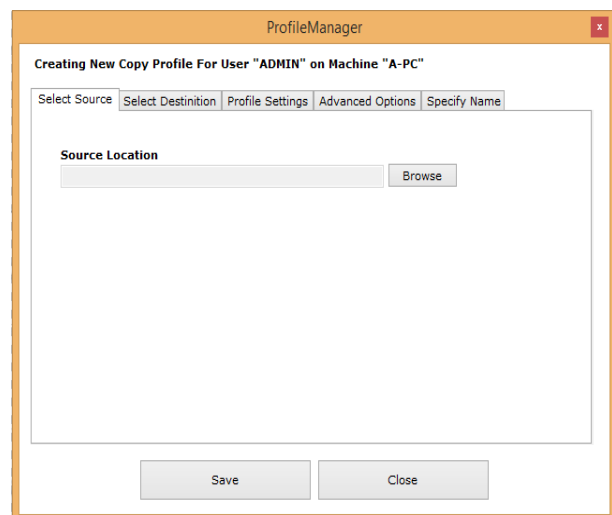 ProfileManager
x
Creating New Copy Profile For User "ADMIN" on Machine "A-PC"
Select Source Select Destinition Profile Settings Advanced Options Specify Name
Source Location
Browse
Save Close